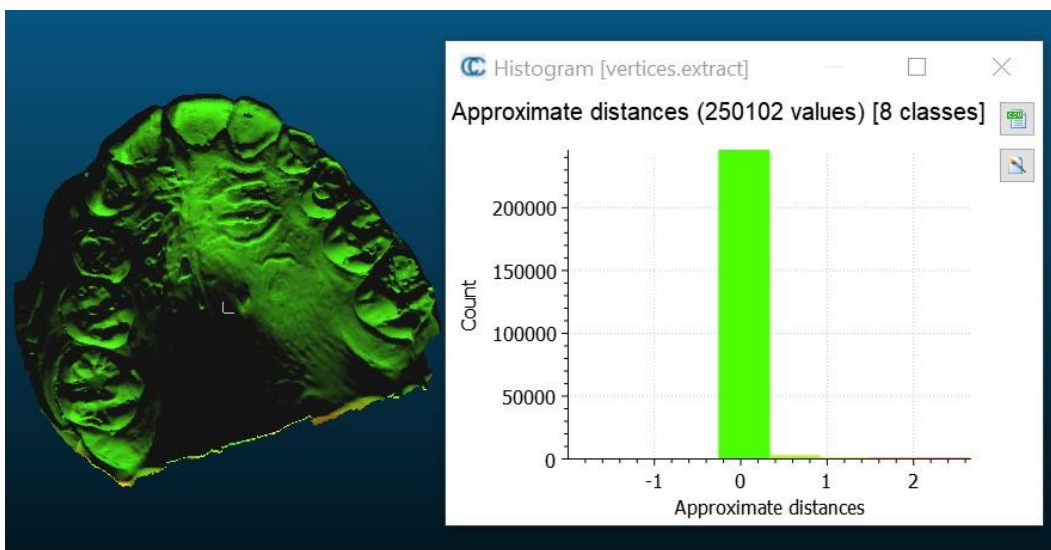 Histogram [vertices.extract]
Approximate distances (250102 values) [8 classes]
CSV
200000
150000
100000
50000
0
Count
-1 0 1 2
Approximate distances